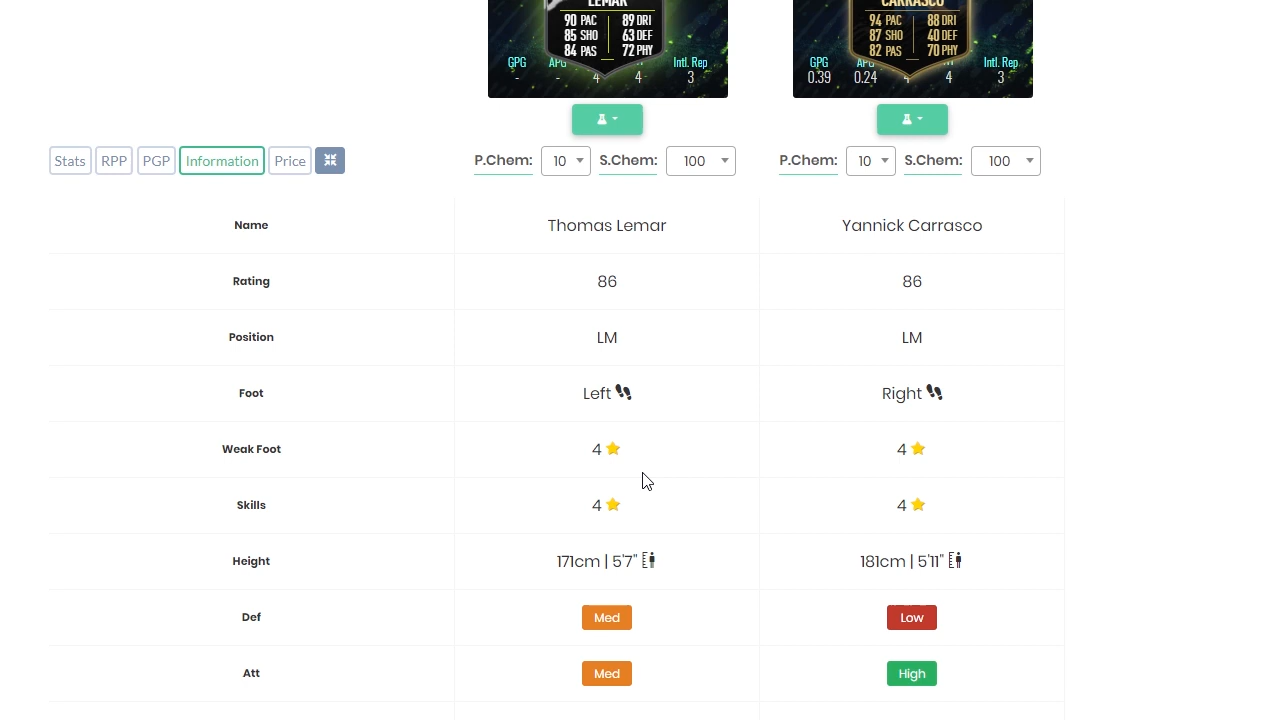 LEMAR CARRASCO
90 PAC 89 DRI 94 PAC 88 DRI
85 SHO 63 DEF 87 SHO 40 DEF
84 PAS 72 PHY 82 PAS 70 PHY
GPG Intl. Rep GPG Intl. Rep
- - 4 4 3 0.39 0.24 4 4 3
Stats RPP PGP Information Price P.Chem: 10 S.Chem: 100 P.Chem: 10 S.Chem: 100
Name Thomas Lemar Yannick Carrasco
Rating 86 86
Position LM LM
Foot Left Right
Weak Foot 4 4
Skills 4 4
Height 171cm | 5'7" 181cm | 5'11"
Def Med Low
Att Med High